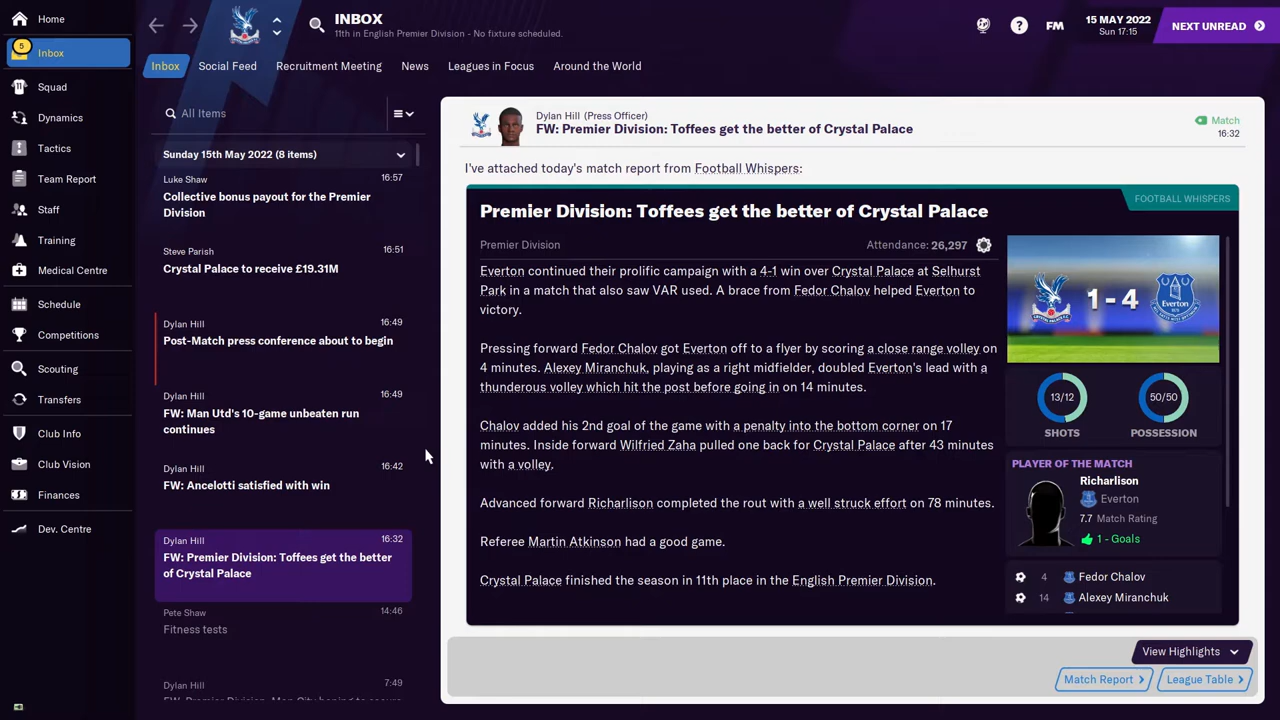 Home
5
Inbox
Squad
Dynamics
Tactics
Team Report
Staff
Training
Medical Centre
Schedule
Competitions
Scouting
Transfers
Club Info
Club Vision
Finances
Dev. Centre
INBOX
11th in English Premier Division - No fixture scheduled.
FM
15 MAY 2022
Sun 17:15
NEXT UNREAD
Inbox
Social Feed
Recruitment Meeting
News
Leagues in Focus
Around the World
All Items
Sunday 15th May 2022 (8 items)
Luke Shaw 16:57
Collective bonus payout for the Premier
Division
Steve Parish 16:51
Crystal Palace to receive £19.31M
Dylan Hill 16:49
Post-Match press conference about to begin
Dylan Hill 16:49
FW: Man Utd's 10-game unbeaten run
continues
Dylan Hill 16:42
FW: Ancelotti satisfied with win
Dylan Hill 16:32
FW: Premier Division: Toffees get the better
of Crystal Palace
Pete Shaw 14:46
Fitness tests
Dylan Hill 7:49
Dylan Hill (Press Officer)
FW: Premier Division: Toffees get the better of Crystal Palace
Match
16:32
I've attached today's match report from Football Whispers:
FOOTBALL WHISPERS
Premier Division: Toffees get the better of Crystal Palace
Premier Division
Attendance: 26,297
Everton continued their prolific campaign with a 4-1 win over Crystal Palace at Selhurst
Park in a match that also saw VAR used. A brace from Fedor Chalov helped Everton to
victory.
Pressing forward Fedor Chalov got Everton off to a flyer by scoring a close range volley on
4 minutes. Alexey Miranchuk, playing as a right midfielder, doubled Everton's lead with a
thunderous volley which hit the post before going in on 14 minutes.
Chalov added his 2nd goal of the game with a penalty into the bottom corner on 17
minutes. Inside forward Wilfried Zaha pulled one back for Crystal Palace after 43 minutes
with a volley.
Advanced forward Richarlison completed the rout with a well struck effort on 78 minutes.
Referee Martin Atkinson had a good game.
Crystal Palace finished the season in 11th place in the English Premier Division.
1 - 4
Everton
13/12
50/50
SHOTS
POSSESSION
PLAYER OF THE MATCH
Richarlison
Everton
7.7 Match Rating
1 - Goals
4 Fedor Chalov
14 Alexey Miranchuk
View Highlights
Match Report
League Table